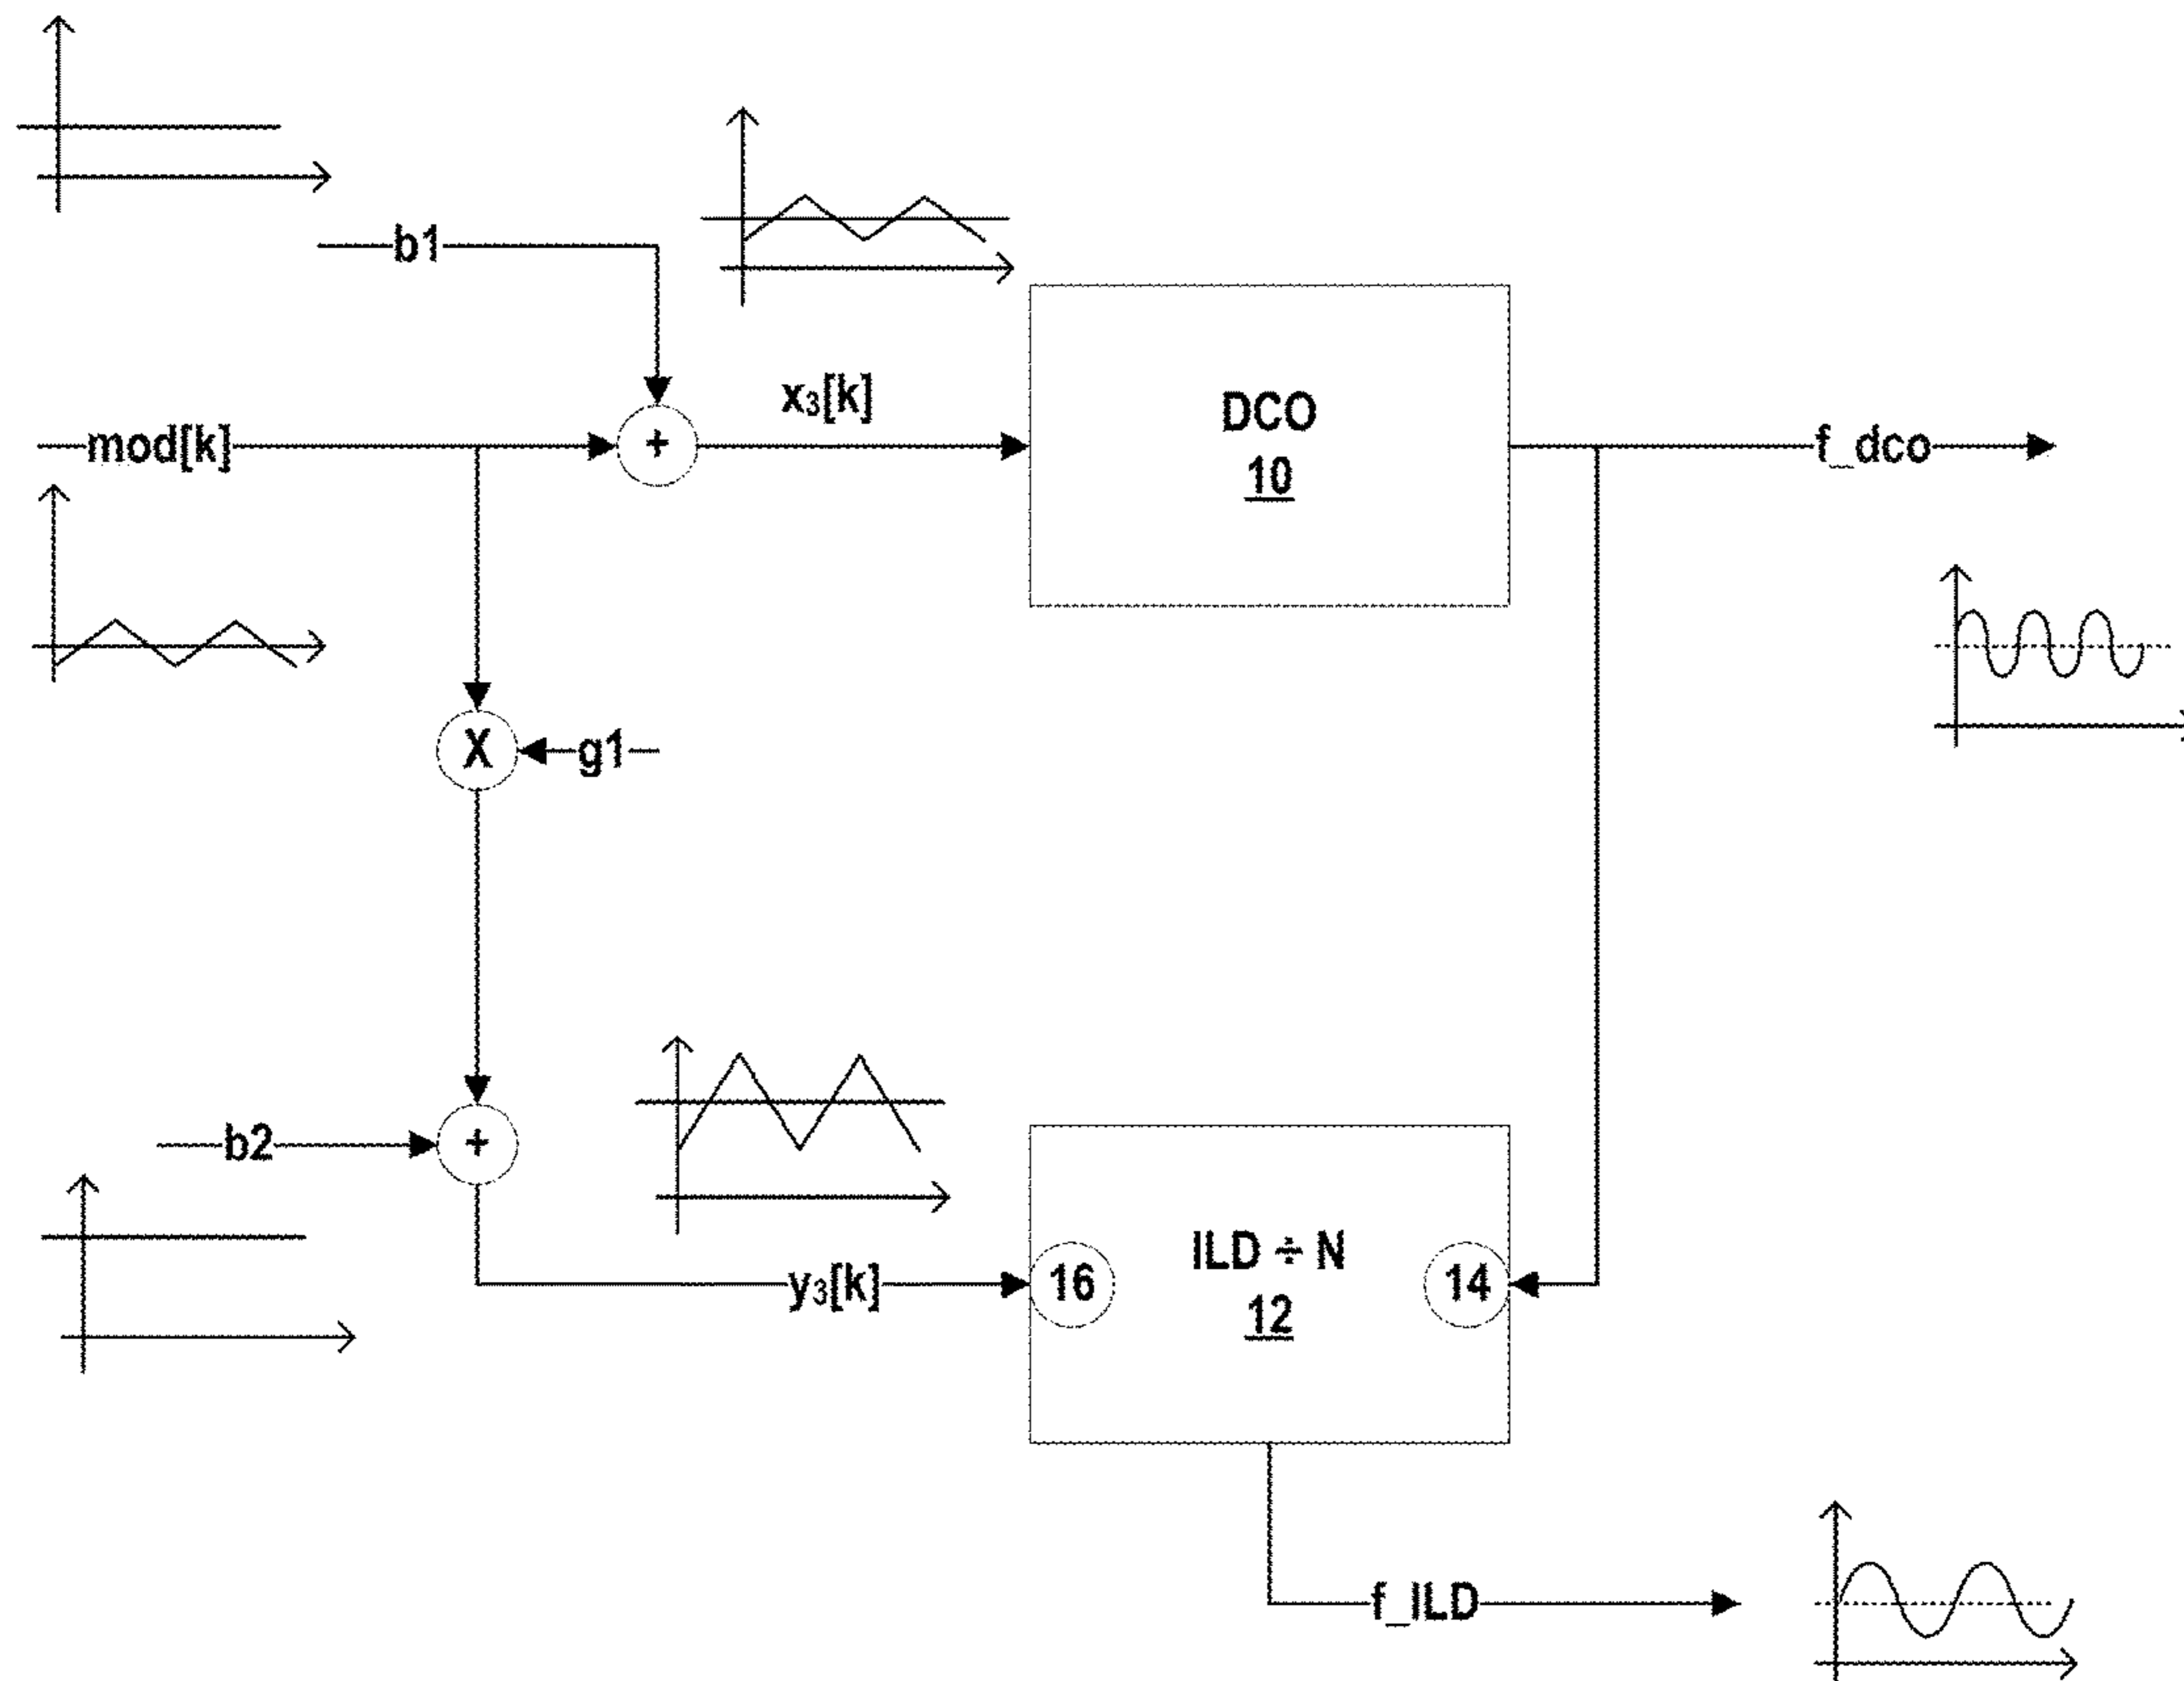 b1
x₃[k]
DCO
10
mod[k]
+
f_dco
X
g1
b2
+
ILD ÷ N
12
16
14
y₃[k]
f_ILD